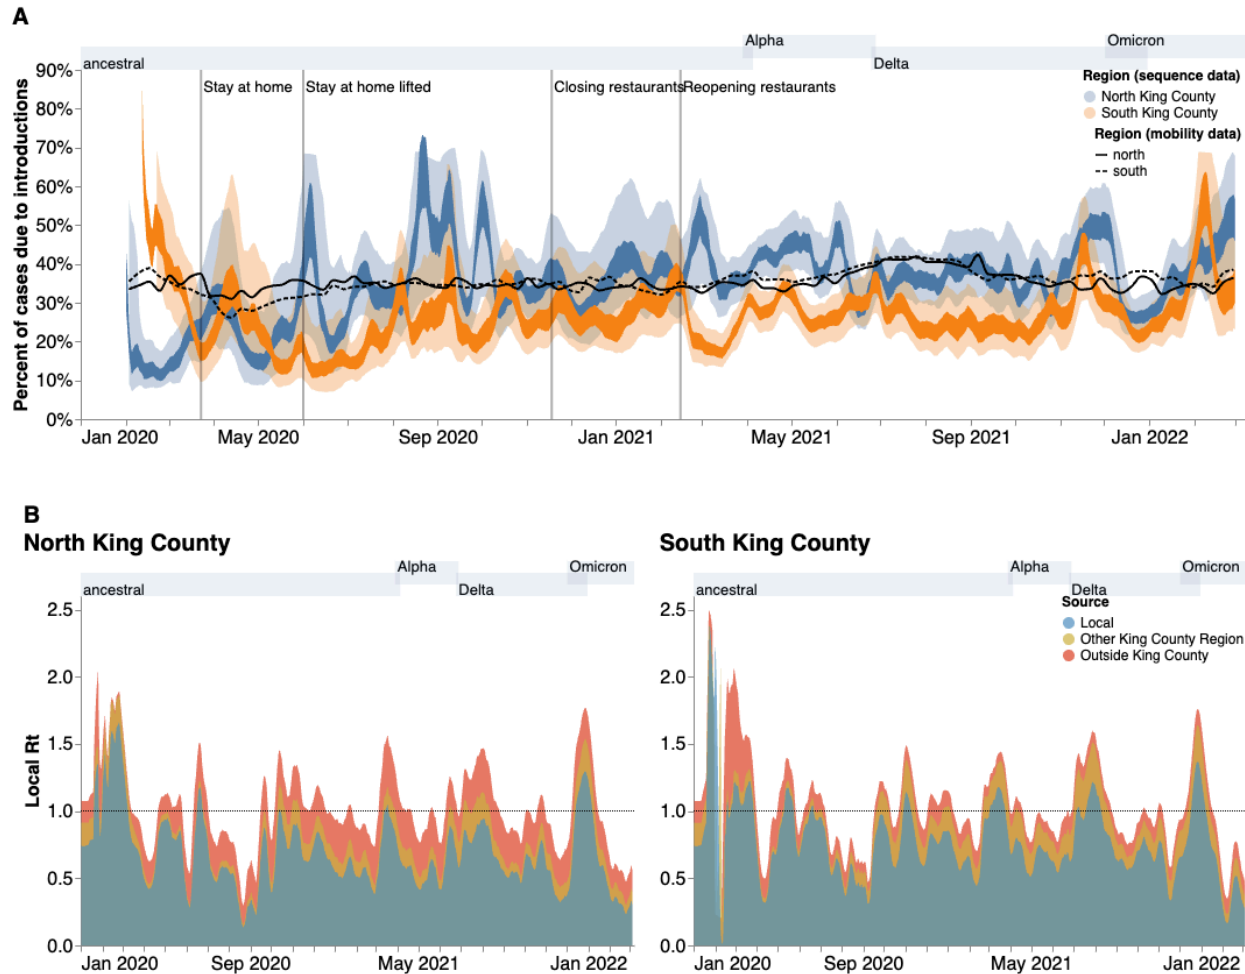 A
Alpha
Omicron
ancestral
Delta
90%
80%
70%
60%
50%
40%
30%
20%
10%
0%
Percent of cases due to introductions
Stay at home
Stay at home lifted
Closing restaurants
Reopening restaurants
Region (sequence data)
North King County
South King County
Region (mobility data)
north
south
Jan 2020
May 2020
Sep 2020
Jan 2021
May 2021
Sep 2021
Jan 2022
B
North King County
Alpha
Omicron
ancestral
Delta
2.5
2.0
1.5
1.0
0.5
0.0
Local Rt
Jan 2020
Sep 2020
May 2021
Jan 2022
South King County
Alpha
Omicron
ancestral
Delta
Source
Local
Other King County Region
Outside King County
2.5
2.0
1.5
1.0
0.5
0.0
Jan 2020
Sep 2020
May 2021
Jan 2022